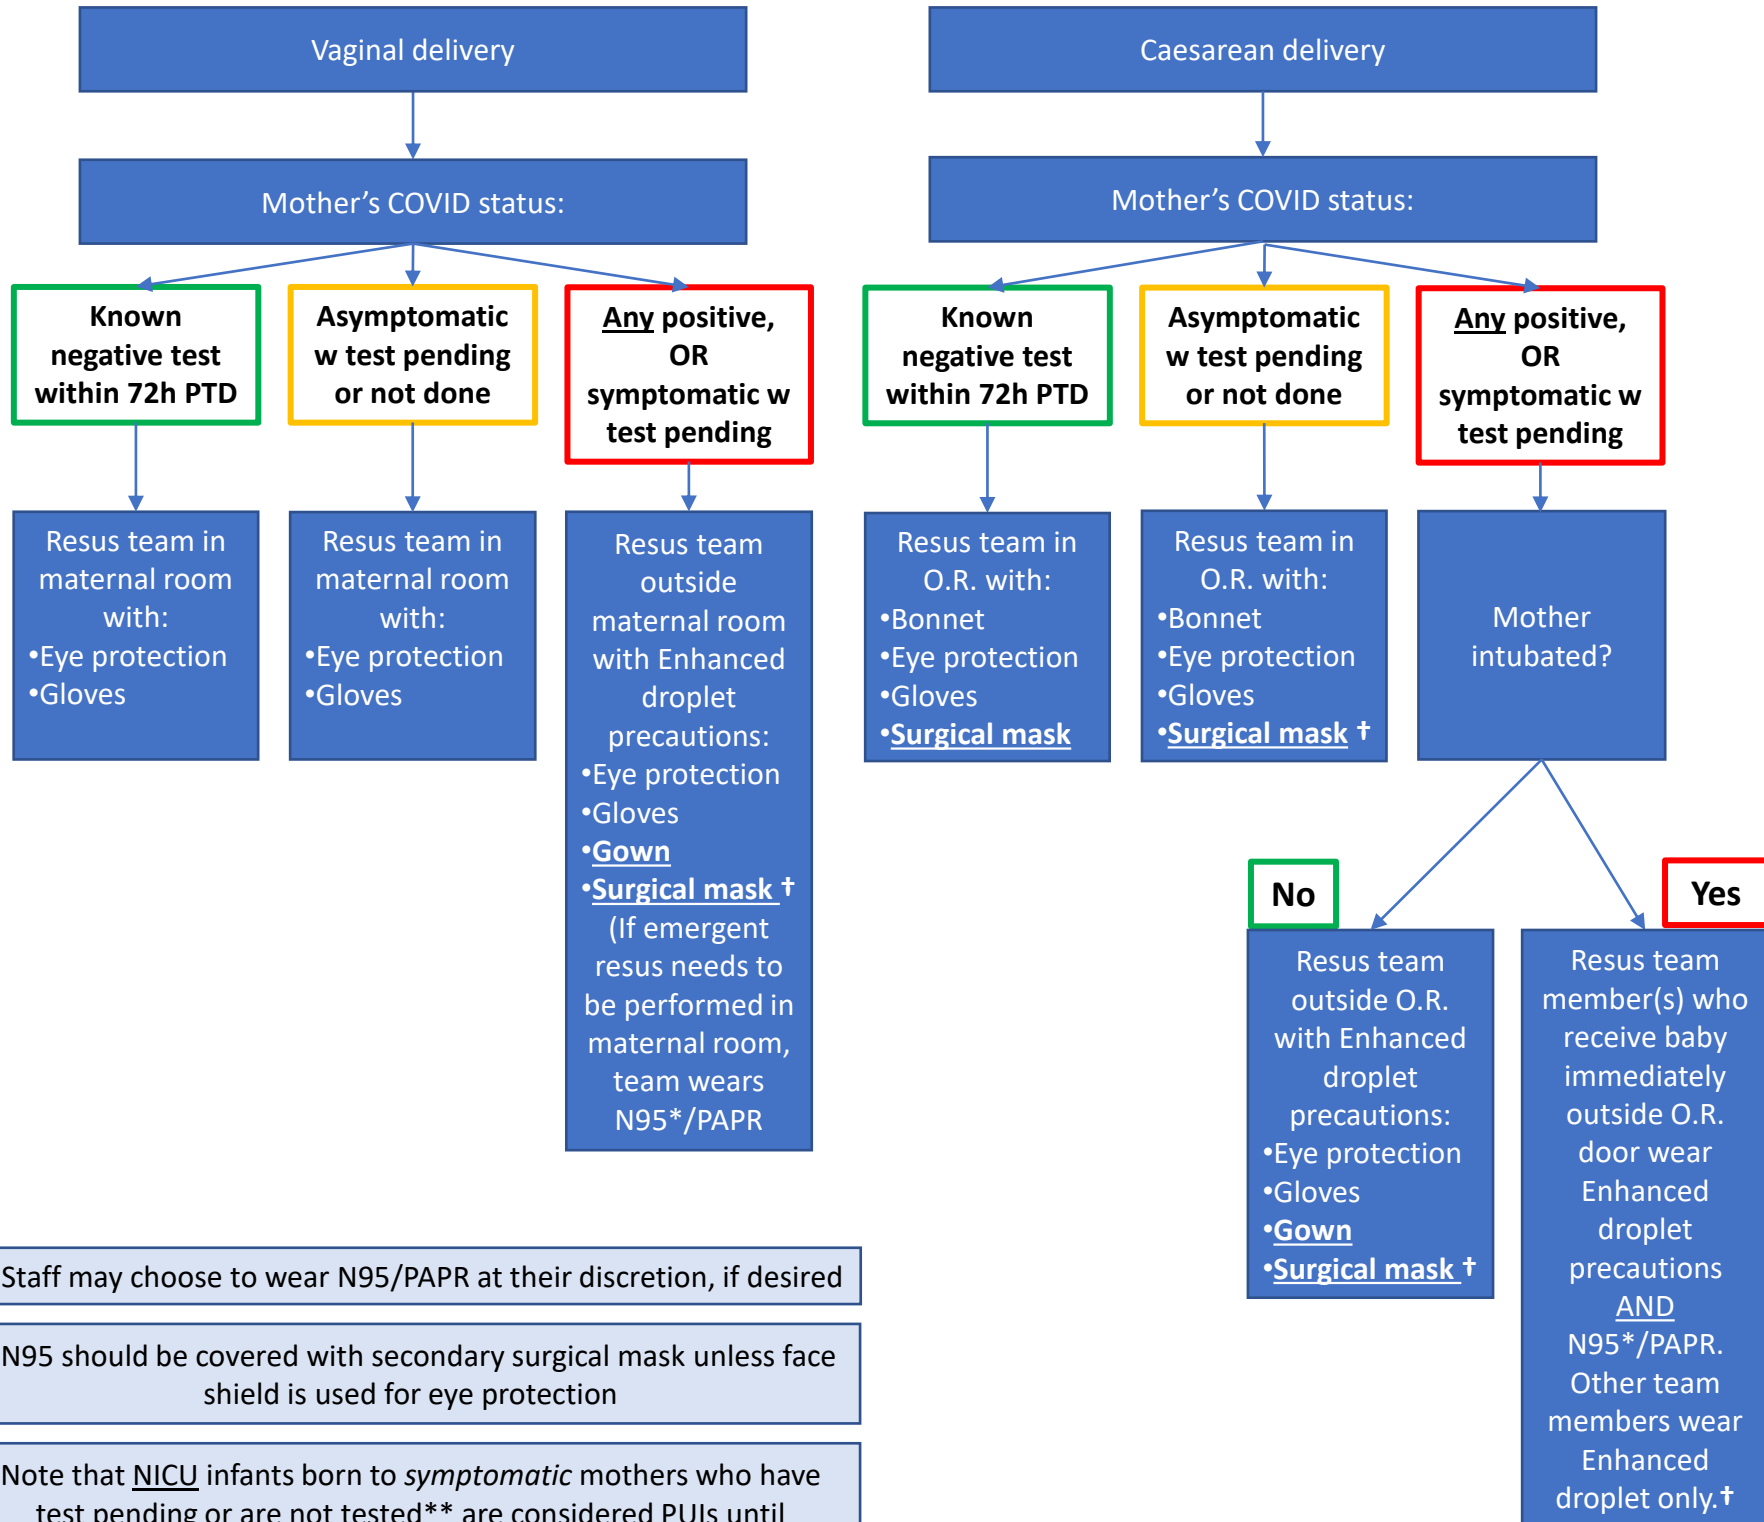 Vaginal delivery
Mother's COVID status:
Known
negative test
within 72h PTD
Asymptomatic
w test pending
or not done
Any positive,
OR
symptomatic w
test pending
Resus team in
maternal room
with:
•Eye protection
•Gloves
Resus team in
maternal room
with:
•Eye protection
•Gloves
Resus team
outside
maternal room
with Enhanced
droplet
precautions:
•Eye protection
•Gloves
•Gown
•Surgical mask †
(If emergent
resus needs to
be performed in
maternal room,
team wears
N95*/PAPR
Caesarean delivery
Mother's COVID status:
Known
negative test
within 72h PTD
Asymptomatic
w test pending
or not done
Any positive,
OR
symptomatic w
test pending
Resus team in
O.R. with:
•Bonnet
•Eye protection
•Gloves
•Surgical mask
Resus team in
O.R. with:
•Bonnet
•Eye protection
•Gloves
•Surgical mask †
Mother
intubated?
No
Resus team
outside O.R.
with Enhanced
droplet
precautions:
•Eye protection
•Gloves
•Gown
•Surgical mask †
Yes
Resus team
member(s) who
receive baby
immediately
outside O.R.
door wear
Enhanced
droplet
precautions
AND
N95*/PAPR.
Other team
members wear
Enhanced
droplet only.†
Staff may choose to wear N95/PAPR at their discretion, if desired
N95 should be covered with secondary surgical mask unless face
shield is used for eye protection
Note that NICU infants born to symptomatic mothers who have
test pending or are not tested** are considered PUIs until